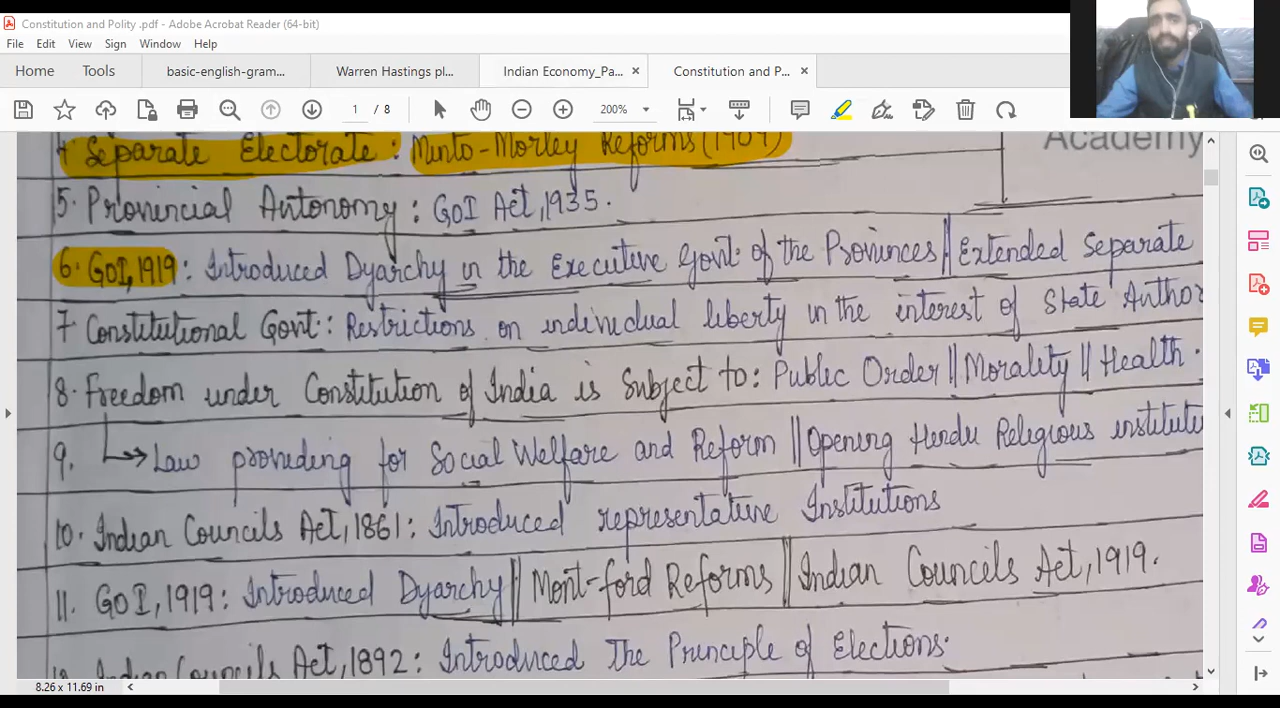 Constitution and Polity .pdf - Adobe Acrobat Reader (64-bit)
File Edit View Sign Window Help
Home Tools basic-english-gram... Warren Hastings pl... Indian Economy_Pa... × Constitution and P... ×
1 / 8 200%
Academy
4 Separate Electorate: Minto-Morley Reforms (1909)
5. Provincial Autonomy: GOI Act, 1935.
6. GOI, 1919: Introduced Dyarchy in the Executive Govt. of the Provinces || Extended Separate
7 Constitutional Govt: Restrictions on individual liberty in the interest of State Author
8. Freedom under Constitution of India is Subject to: Public Order || Morality || Health.
9. ↳ Law providing for Social Welfare and Reform || Opening Hindu Religious institute
10. Indian Councils Act, 1861: Introduced representative Institutions
11. GOI, 1919: Introduced Dyarchy || Mont-ford Reforms || Indian Councils Act, 1919.
Indian Councils Act, 1892: Introduced the Principle of Elections.
8.26 x 11.69 in